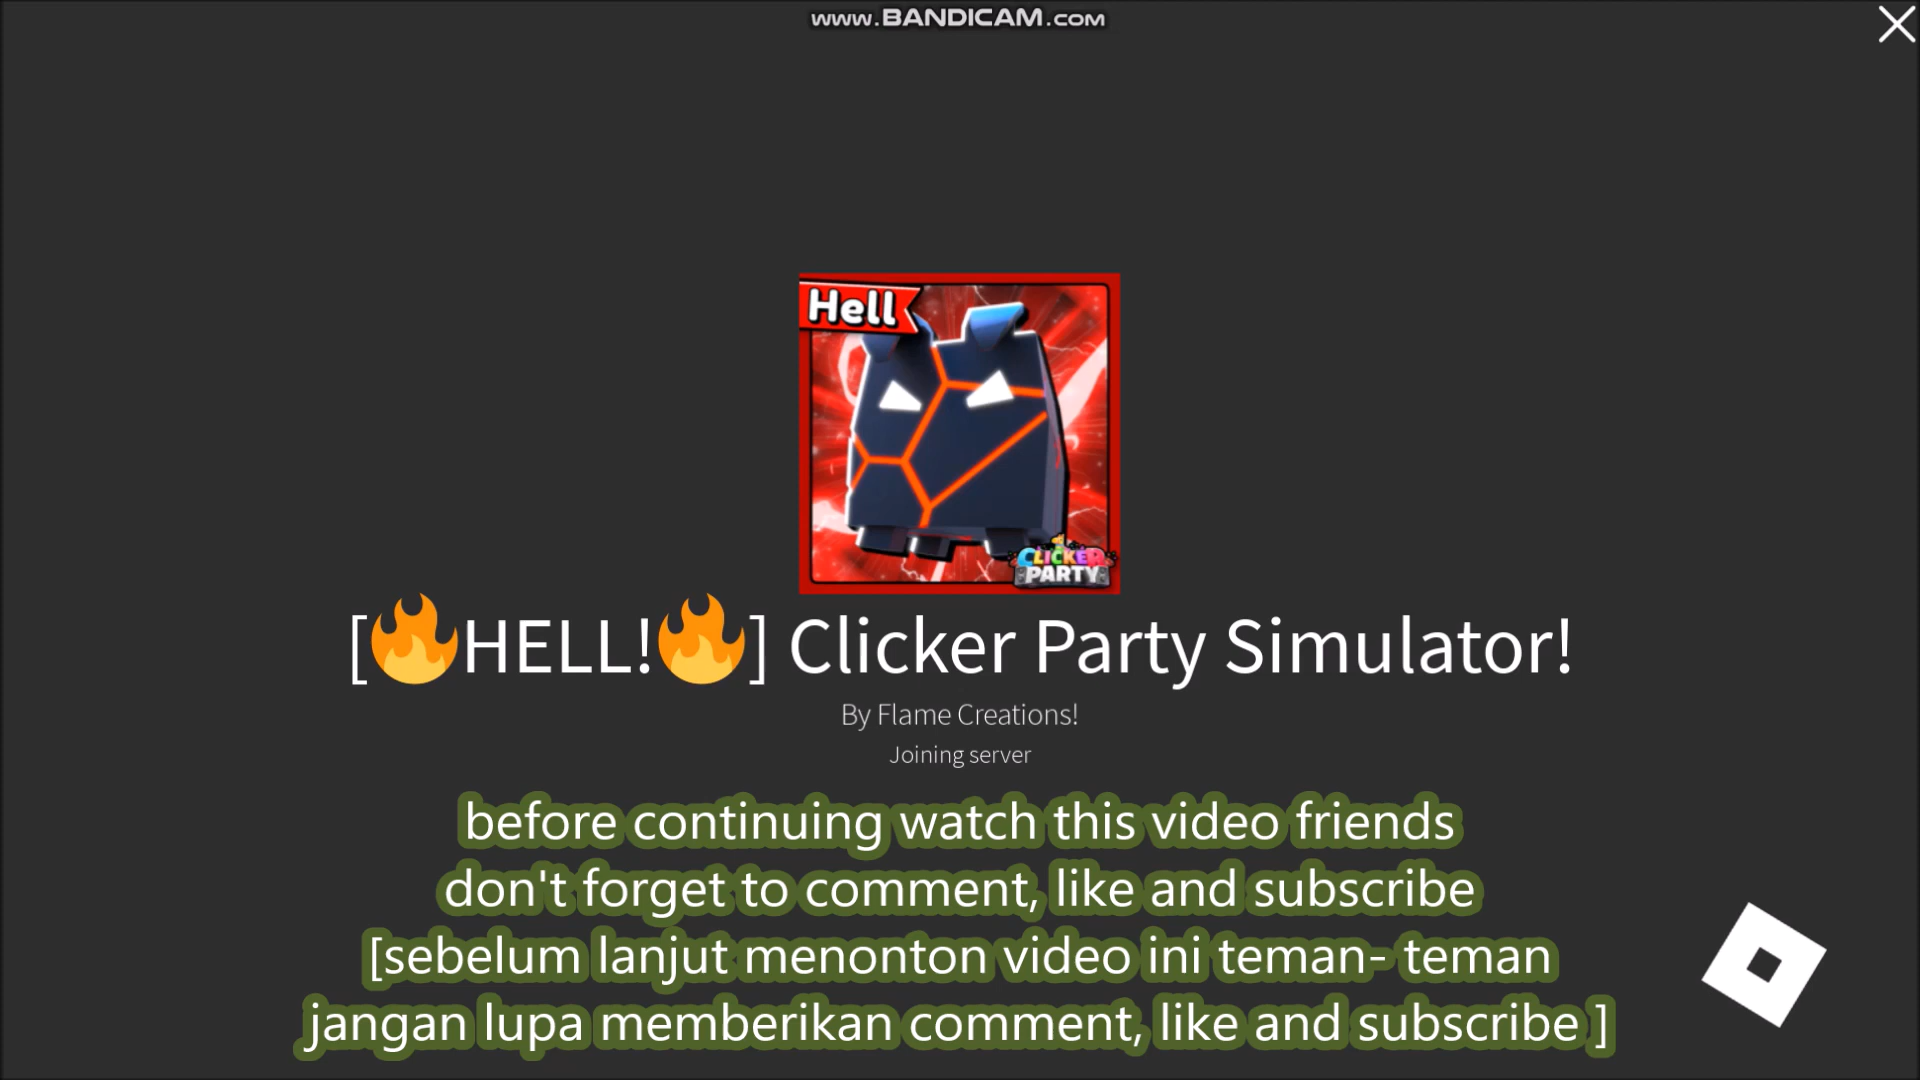 www.BANDICAM.com
Hell
CLICKER
PARTY
[🔥HELL!🔥] Clicker Party Simulator!
By Flame Creations!
Joining server
before continuing watch this video friends
don't forget to comment, like and subscribe
[sebelum lanjut menonton video ini teman- teman
jangan lupa memberikan comment, like and subscribe ]